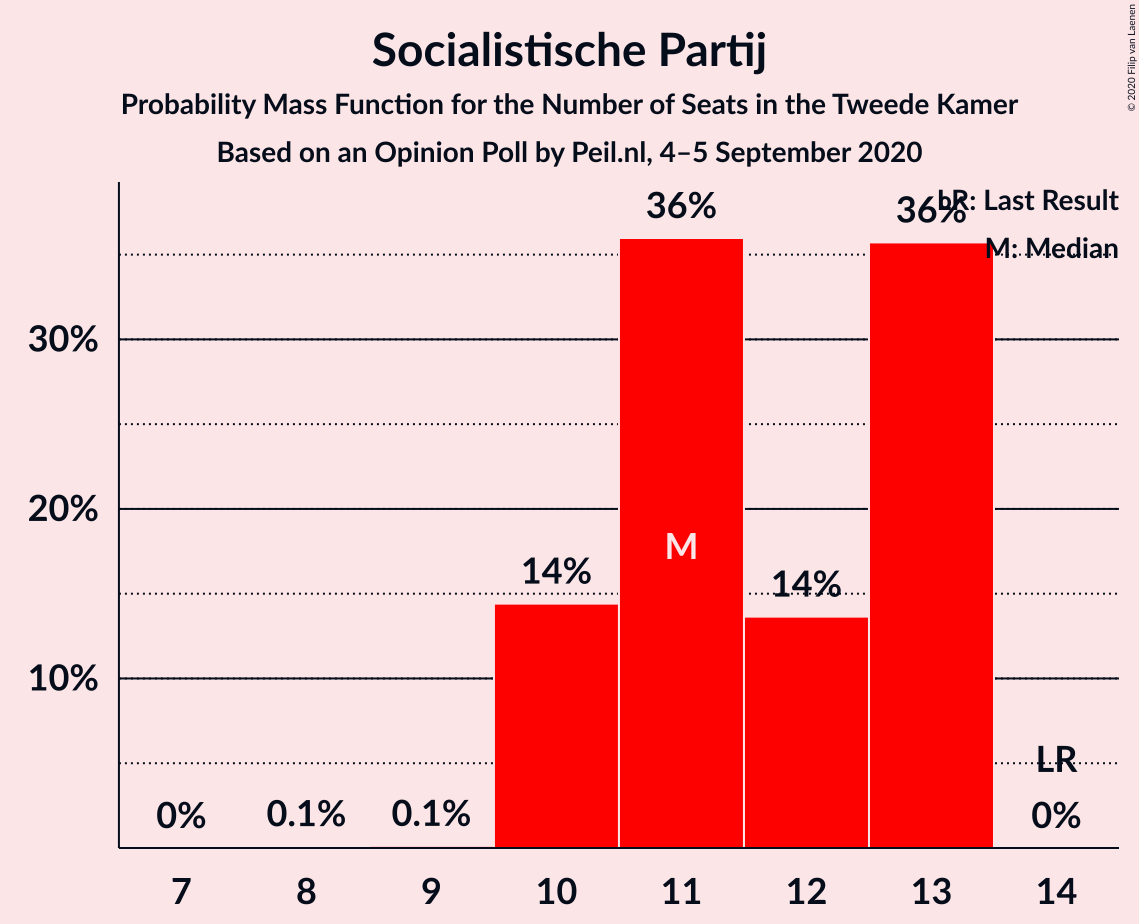 Socialistische Partij
Probability Mass Function for the Number of Seats in the Tweede Kamer
Based on an Opinion Poll by Peil.nl, 4–5 September 2020
© 2020 Filip van Laenen
LR: Last Result
M: Median
36%
36%
30%
20%
M
14%
14%
10%
LR
0%
0.1%
0.1%
0%
7
8
9
10
11
12
13
14